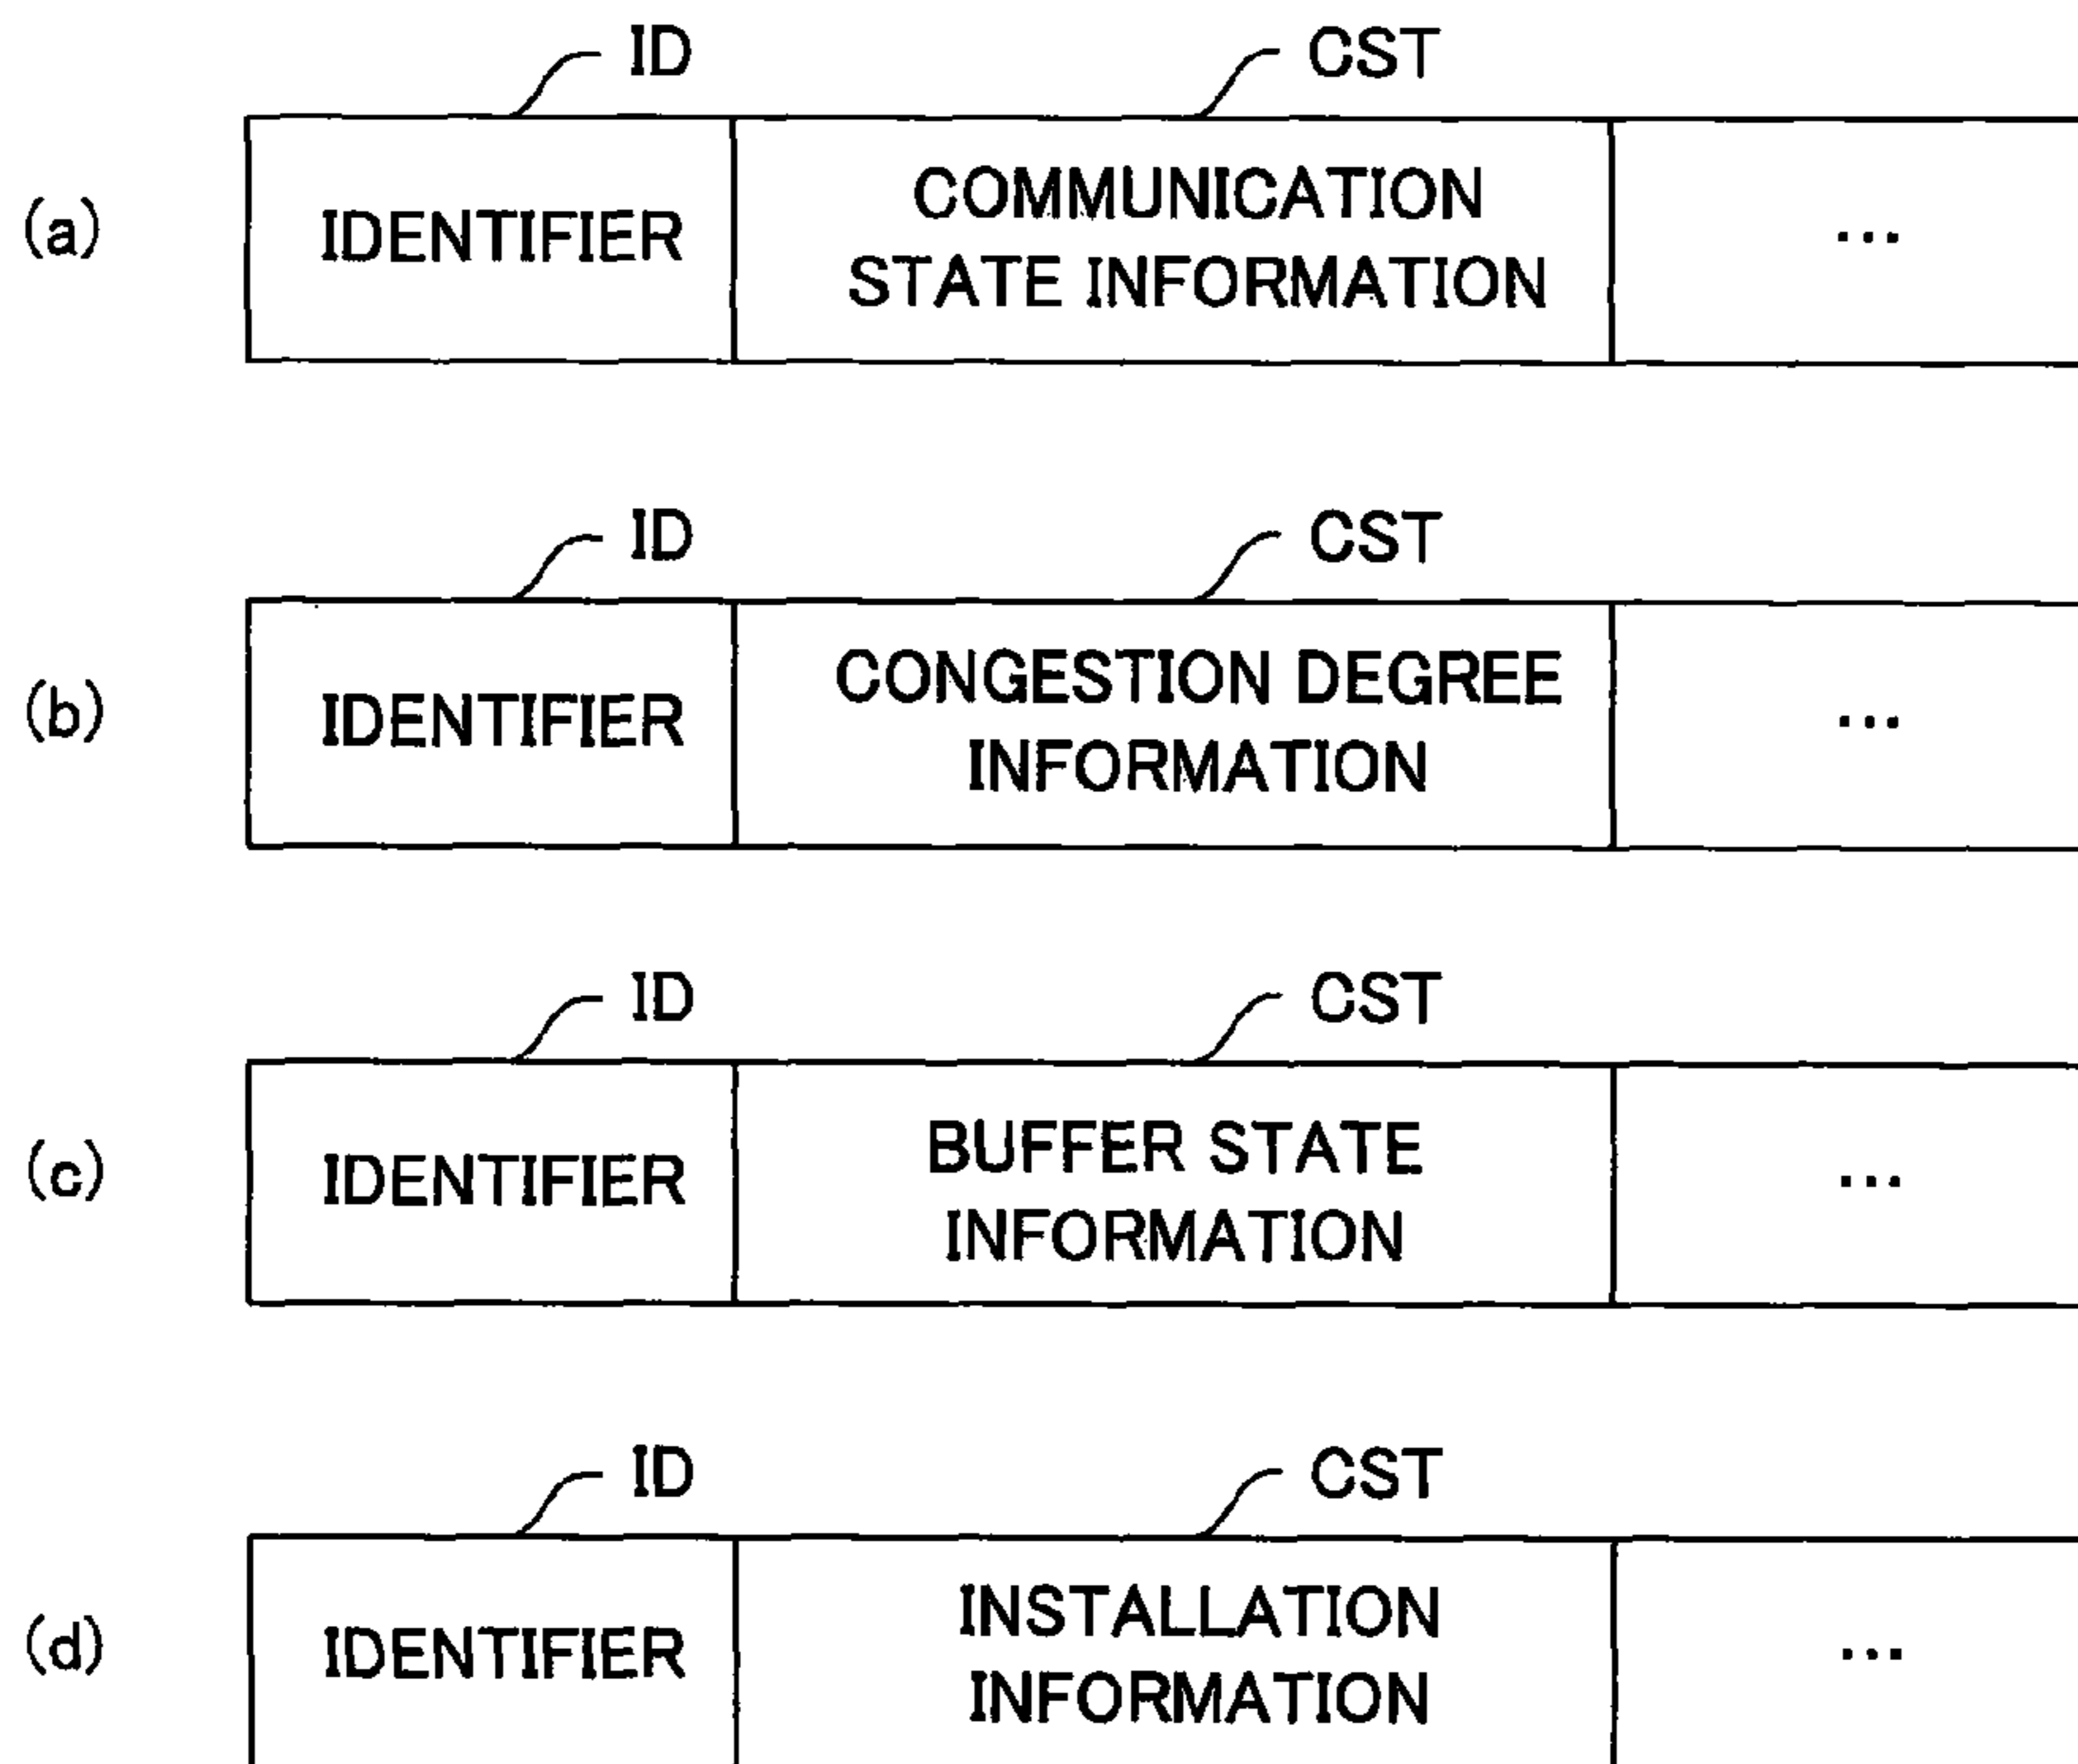 ID CST
(a) IDENTIFIER COMMUNICATION STATE INFORMATION ...
ID CST
(b) IDENTIFIER CONGESTION DEGREE INFORMATION ...
ID CST
(c) IDENTIFIER BUFFER STATE INFORMATION ...
ID CST
(d) IDENTIFIER INSTALLATION INFORMATION ...